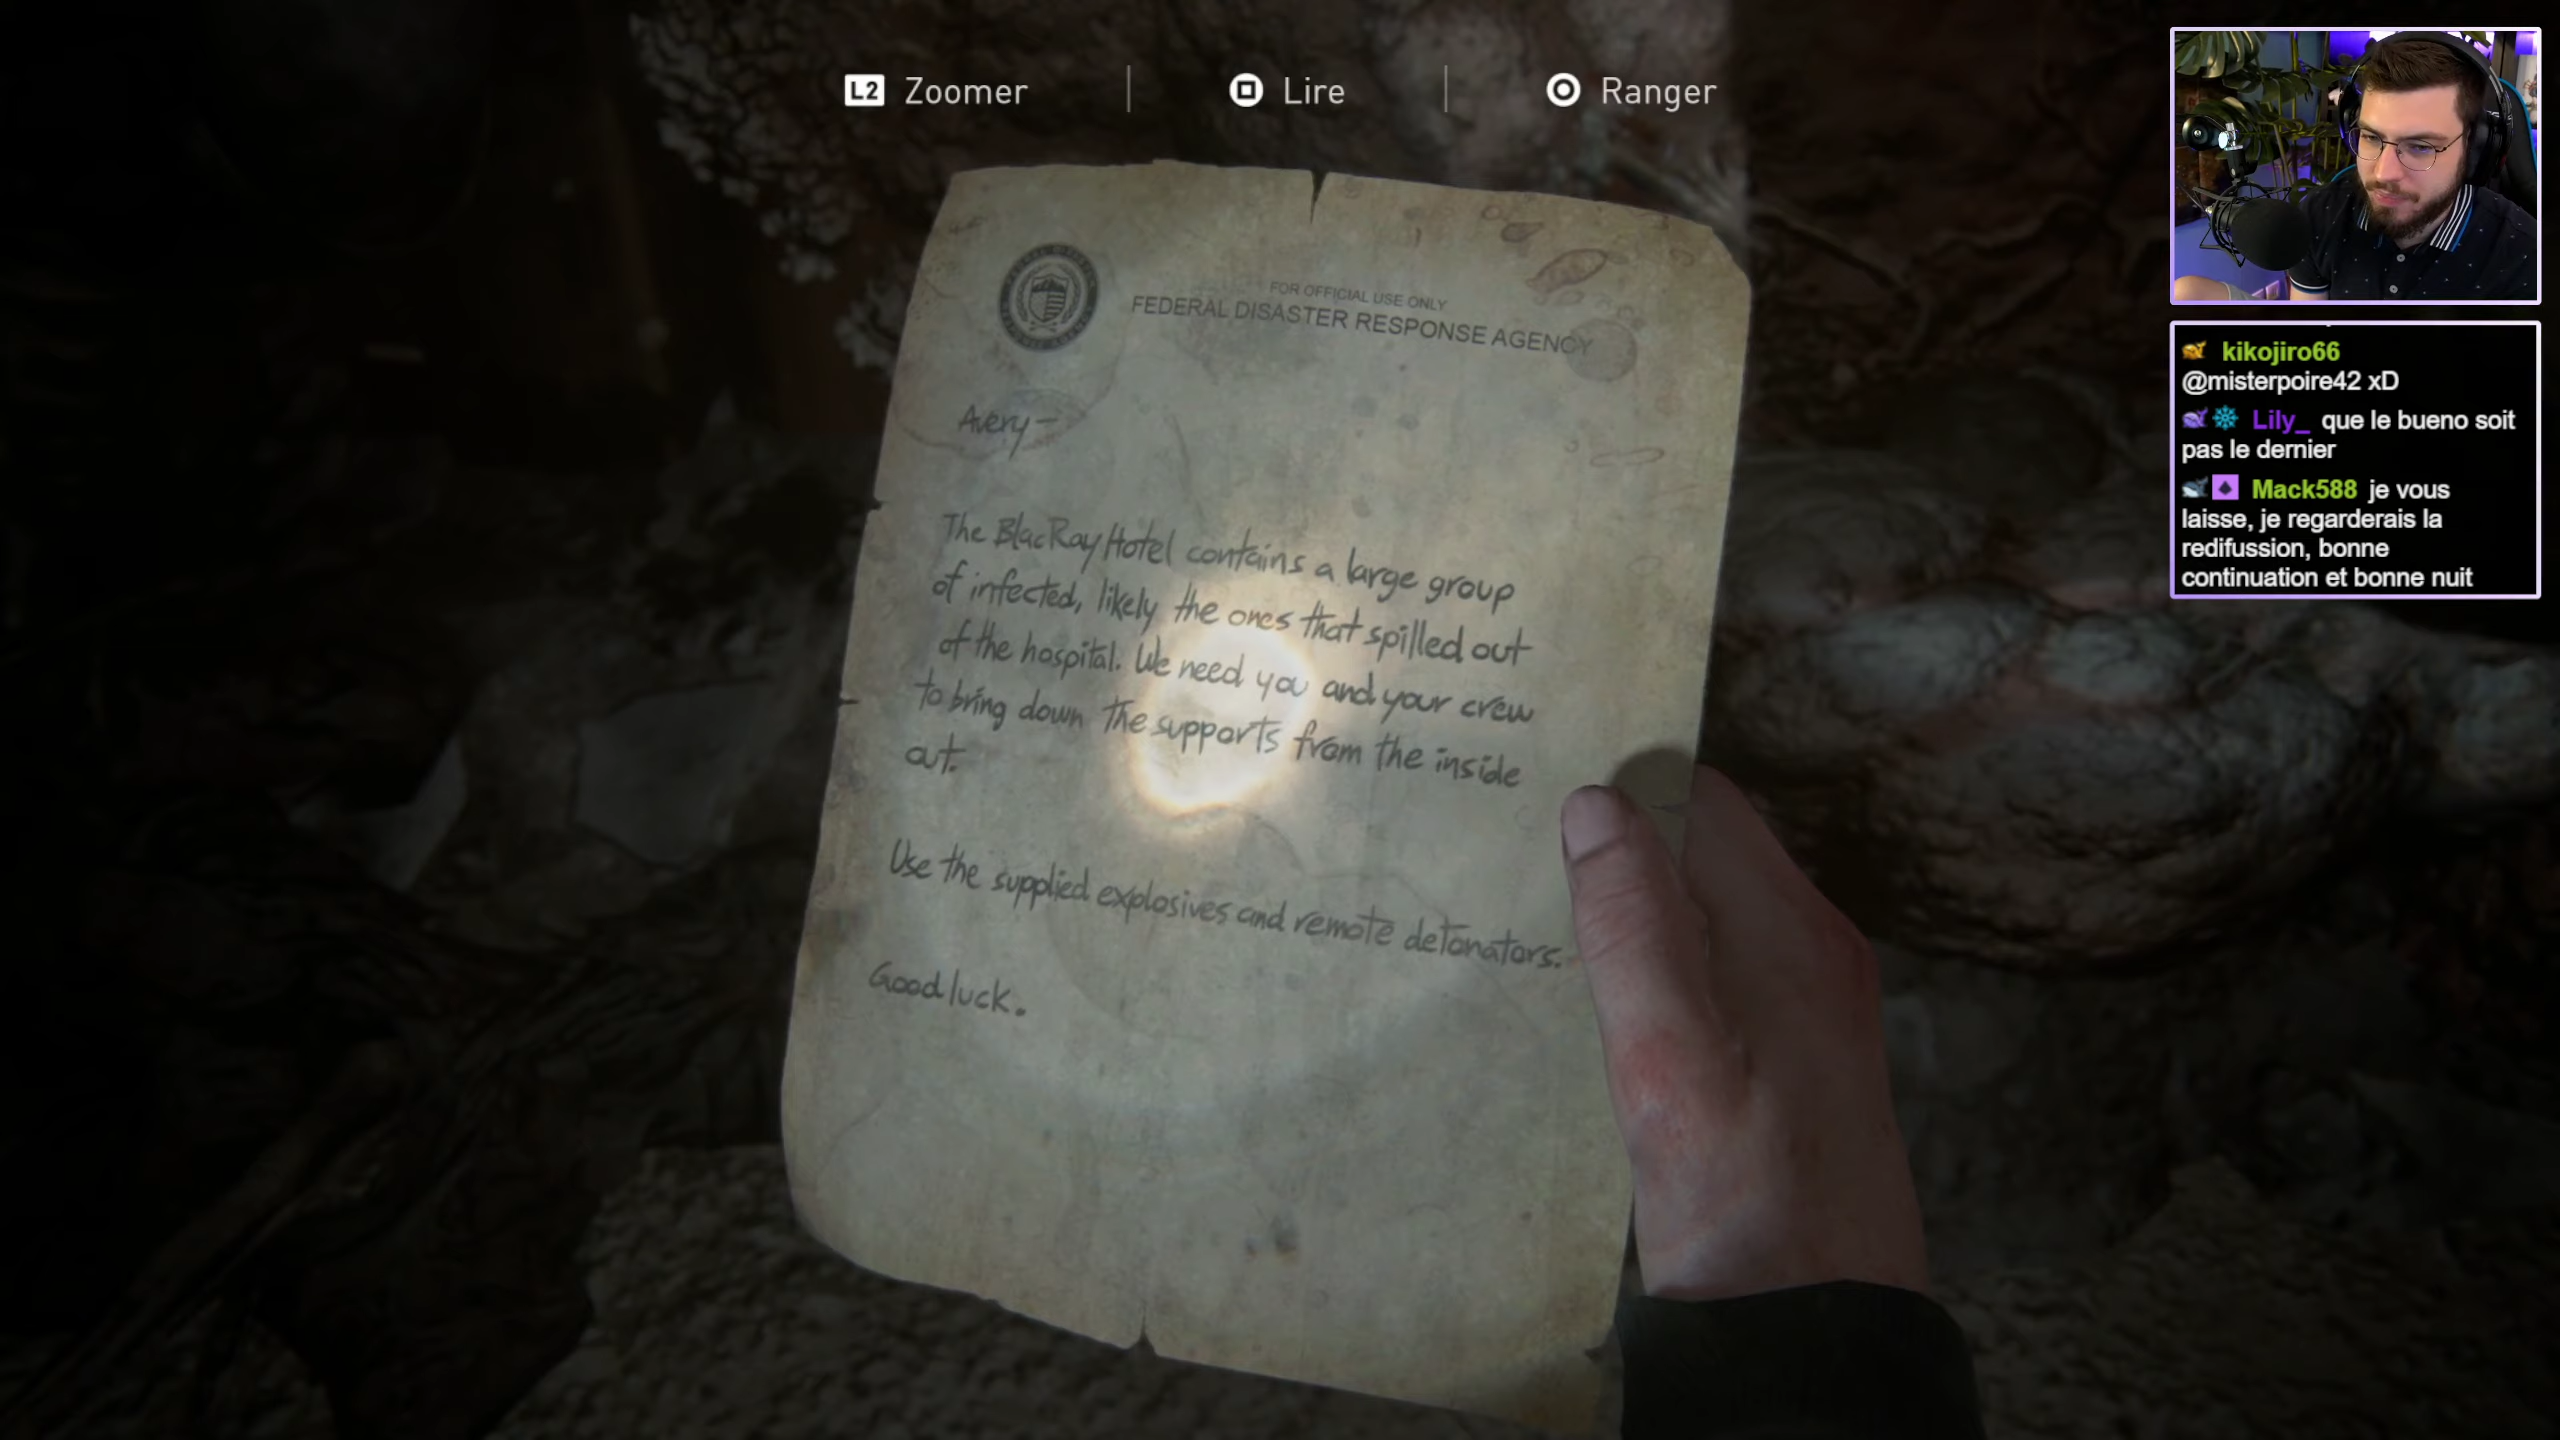 L2 Zoomer
Lire
Ranger
FOR OFFICIAL USE ONLY
FEDERAL DISASTER RESPONSE AGENCY
Avery-
The BlacRay Hotel contains a large group
of infected, likely the ones that spilled out
of the hospital. We need you and your crew
to bring down the supports from the inside
out.
Use the supplied explosives and remote detonators.
Good luck.
kikojiro66
@misterpoire42 xD
Lily_ que le bueno soit
pas le dernier
Mack588 je vous
laisse, je regarderais la
redifussion, bonne
continuation et bonne nuit